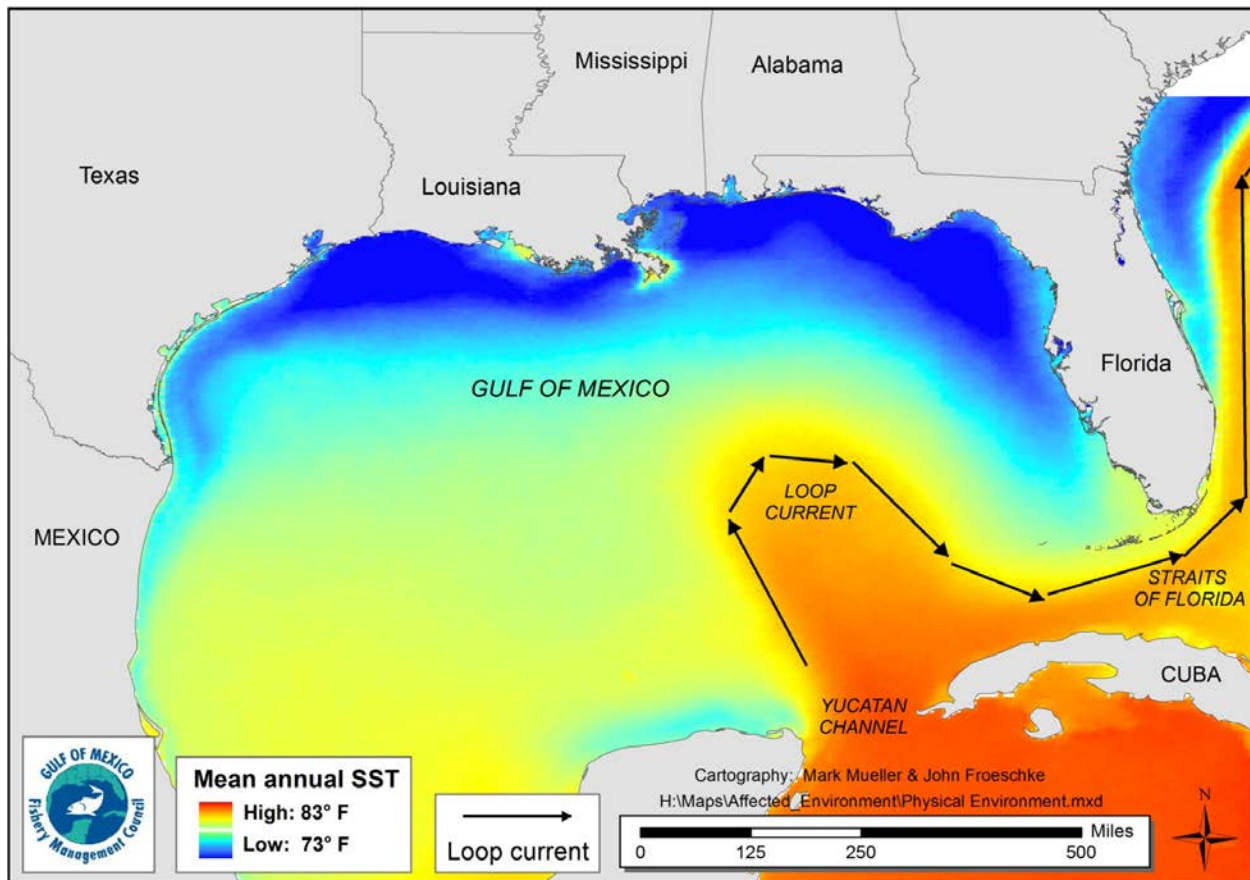 Mississippi
Alabama
Texas
Louisiana
GULF OF MEXICO
Florida
LOOP
CURRENT
MEXICO
STRAITS
OF FLORIDA
CUBA
YUCATAN
CHANNEL
GULF OF MEXICO
Fishery Management Council
Mean annual SST
High: 83° F
Low: 73° F
Loop current
Cartography: Mark Mueller & John Froeschke
H:\Maps\Affected_Environment\Physical Environment.mxd
Miles
0 125 250 500
N